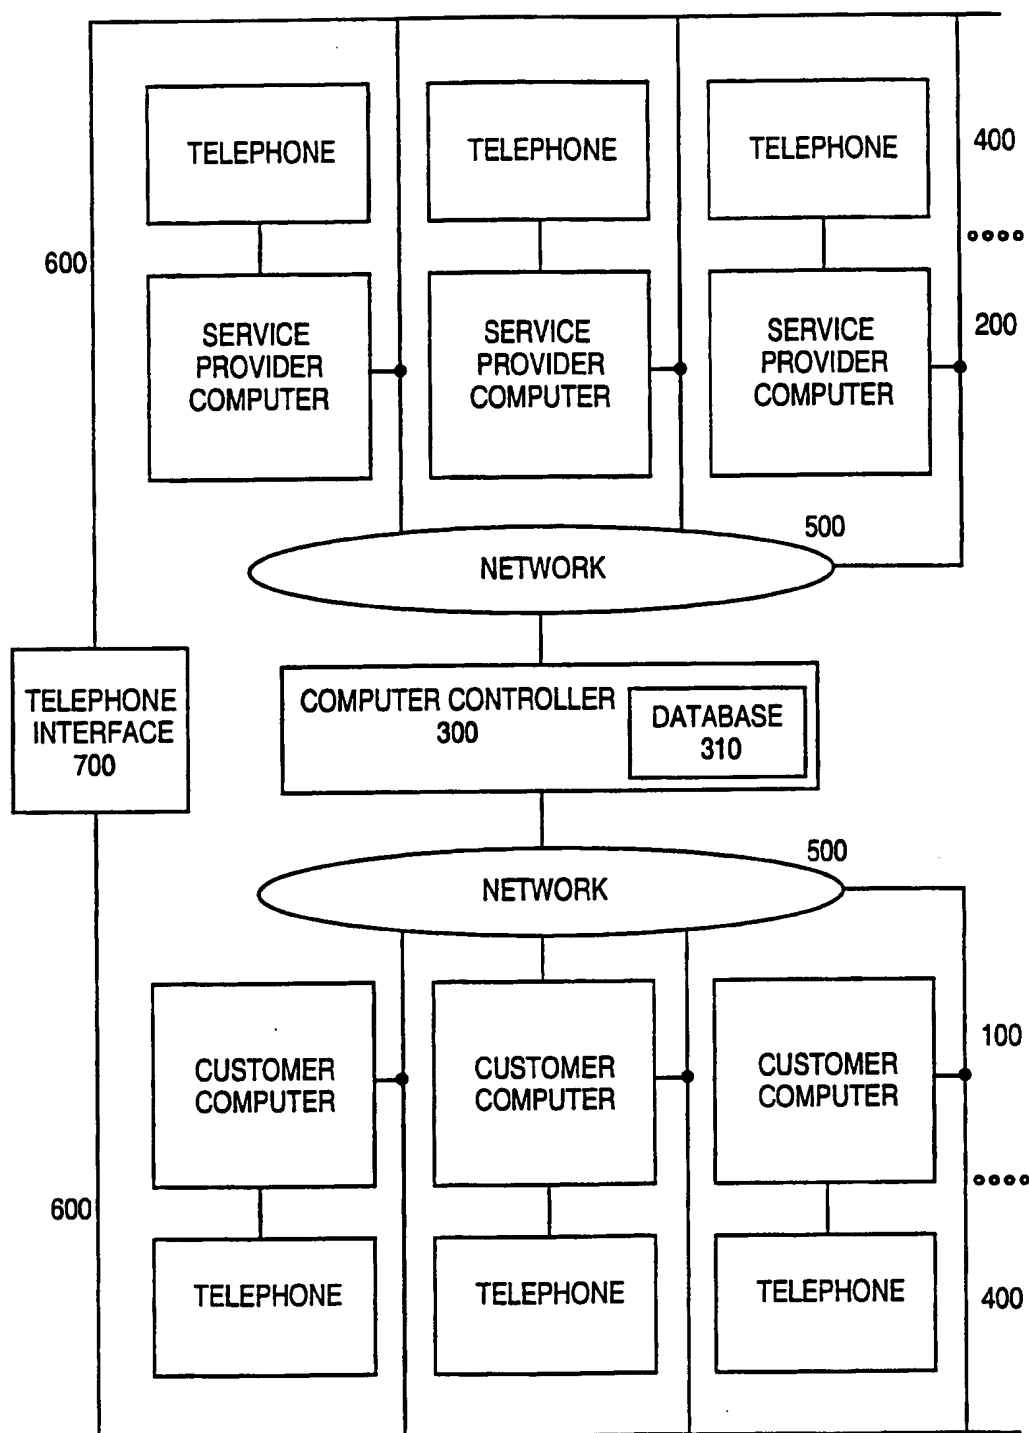 TELEPHONE
TELEPHONE
TELEPHONE
400
600
SERVICE
PROVIDER
COMPUTER
SERVICE
PROVIDER
COMPUTER
SERVICE
PROVIDER
COMPUTER
200
500
NETWORK
TELEPHONE
INTERFACE
700
COMPUTER CONTROLLER
300
DATABASE
310
500
NETWORK
CUSTOMER
COMPUTER
CUSTOMER
COMPUTER
CUSTOMER
COMPUTER
100
600
TELEPHONE
TELEPHONE
TELEPHONE
400